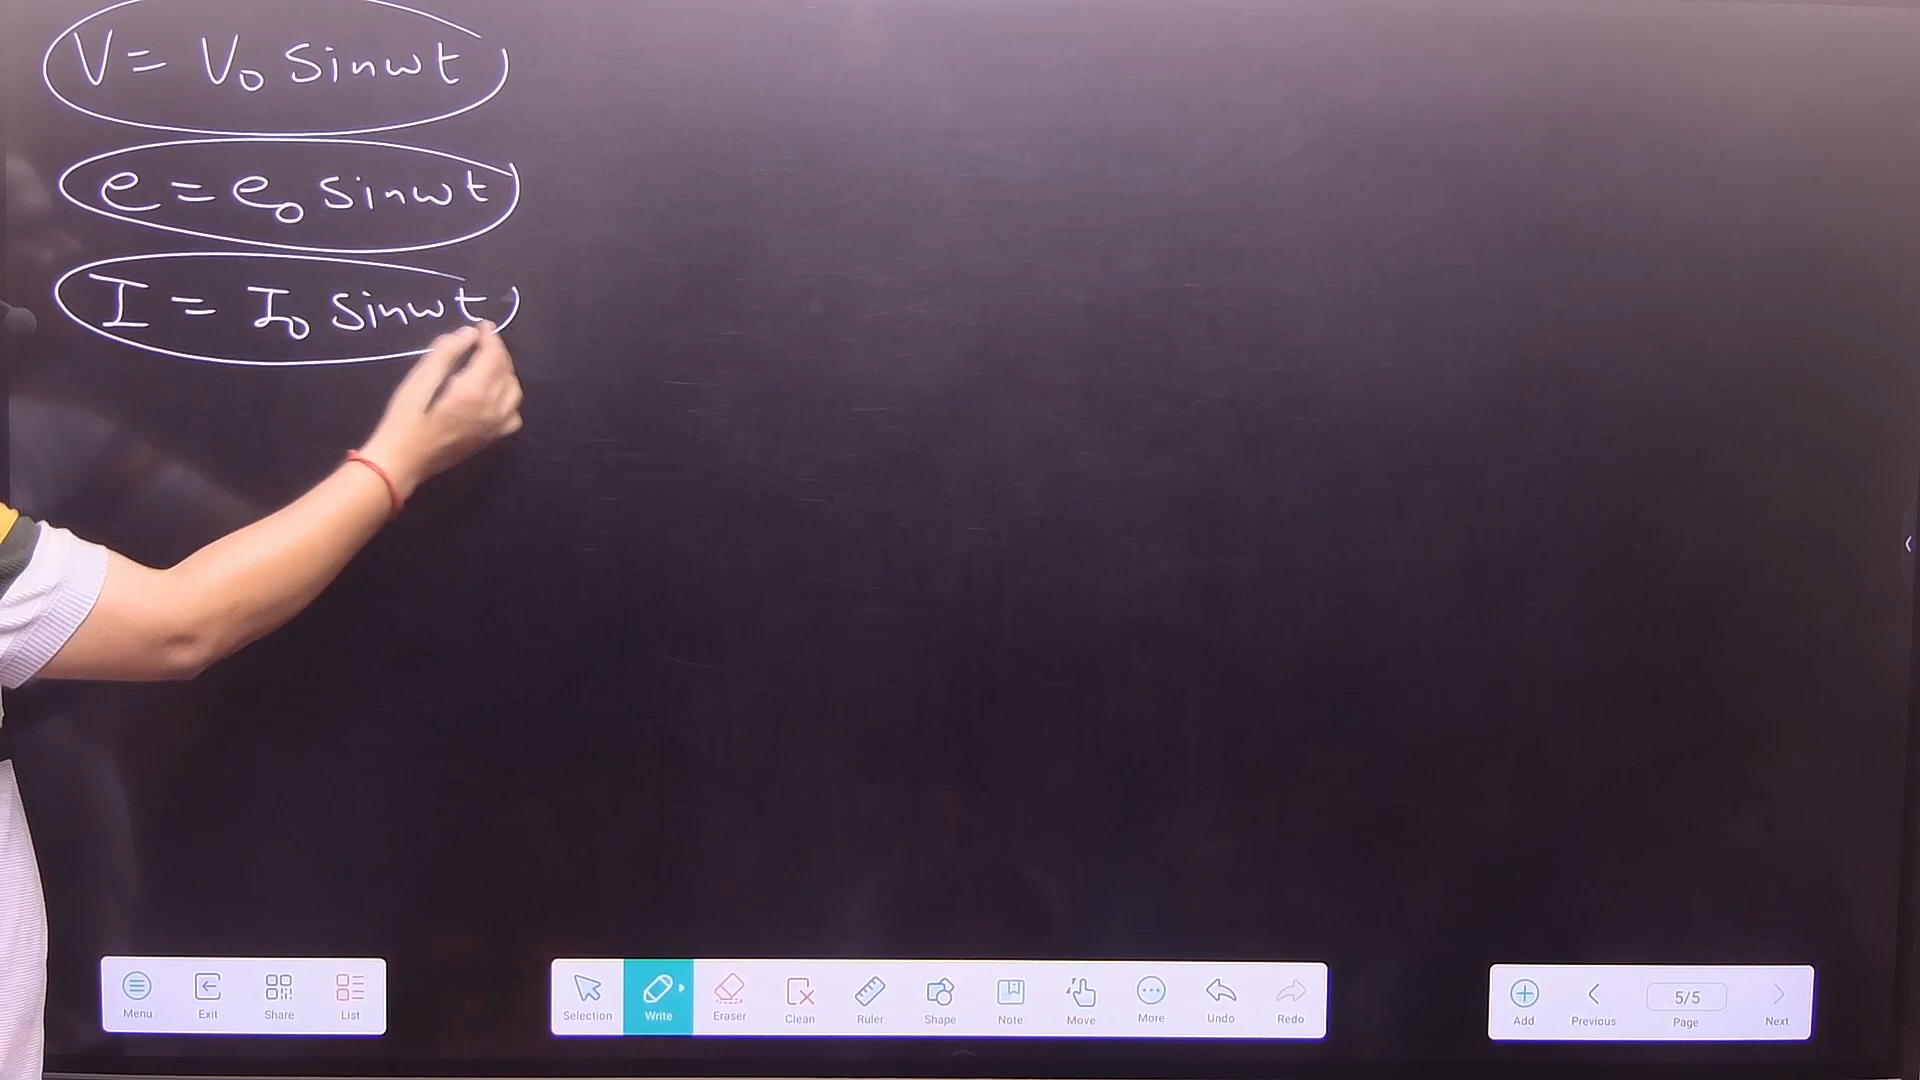 V = V₀ sinωt
e = e₀ sinωt
I = I₀ sinωt
Menu Exit Share List
Selection Write Eraser Clean Ruler Shape Note Move More Undo Redo
Add Previous 5/5 Page Next